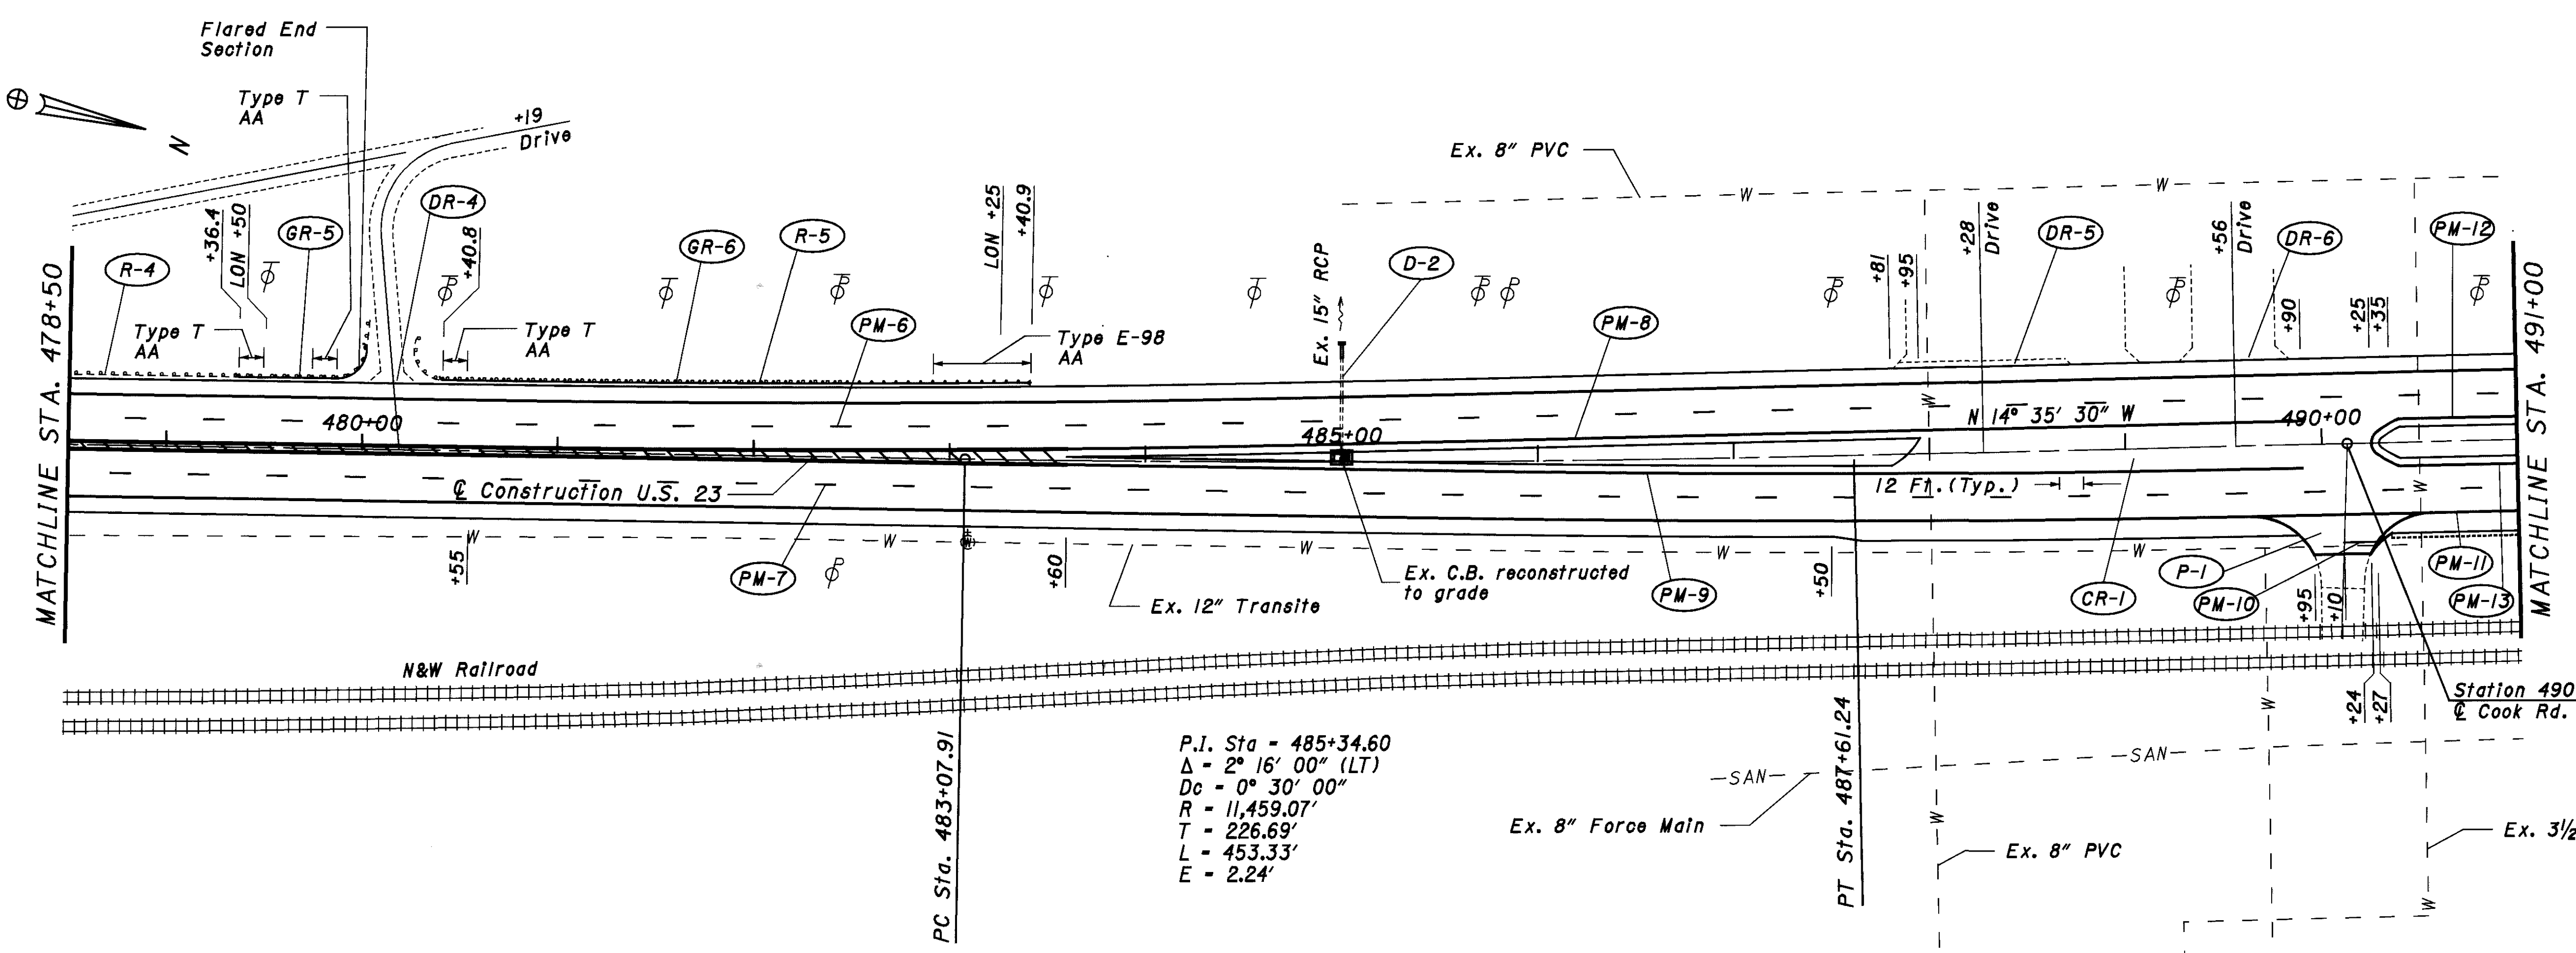 Flared End
Section
Type T
AA
N
+19
Drive
Ex. 8" PVC
W
W
+36.4
LON +50
GR-5
DR-4
+40.8
GR-6
R-5
LON +25
+40.9
Ex. 15" RCP
D-2
+81
+95
+28
Drive
DR-5
+56
Drive
DR-6
PM-12
R-4
Type T
AA
Type T
AA
PM-6
Type E-98
AA
PM-8
+90
+25
+35
MATCHLINE STA. 478+50
MATCHLINE STA. 491+00
480+00
485+00
N 14° 35' 30" W
490+00
℄ Construction U.S. 23
12 Ft. (Typ.)
W
W
W
W
W
W
W
W
+55
PM-7
+60
Ex. 12" Transite
Ex. C.B. reconstructed
to grade
PM-9
+50
CR-1
P-1
PM-10
+95
+10
PM-11
PM-13
N&W Railroad
+24
+27
Station 490
℄ Cook Rd.
PC Sta. 483+07.91
P.I. Sta = 485+34.60
Δ = 2° 16' 00" (LT)
Dc = 0° 30' 00"
R = 11,459.07'
T = 226.69'
L = 453.33'
E = 2.24'
PT Sta. 487+61.24
SAN
SAN
W
W
W
W
Ex. 8" Force Main
Ex. 8" PVC
Ex. 3½